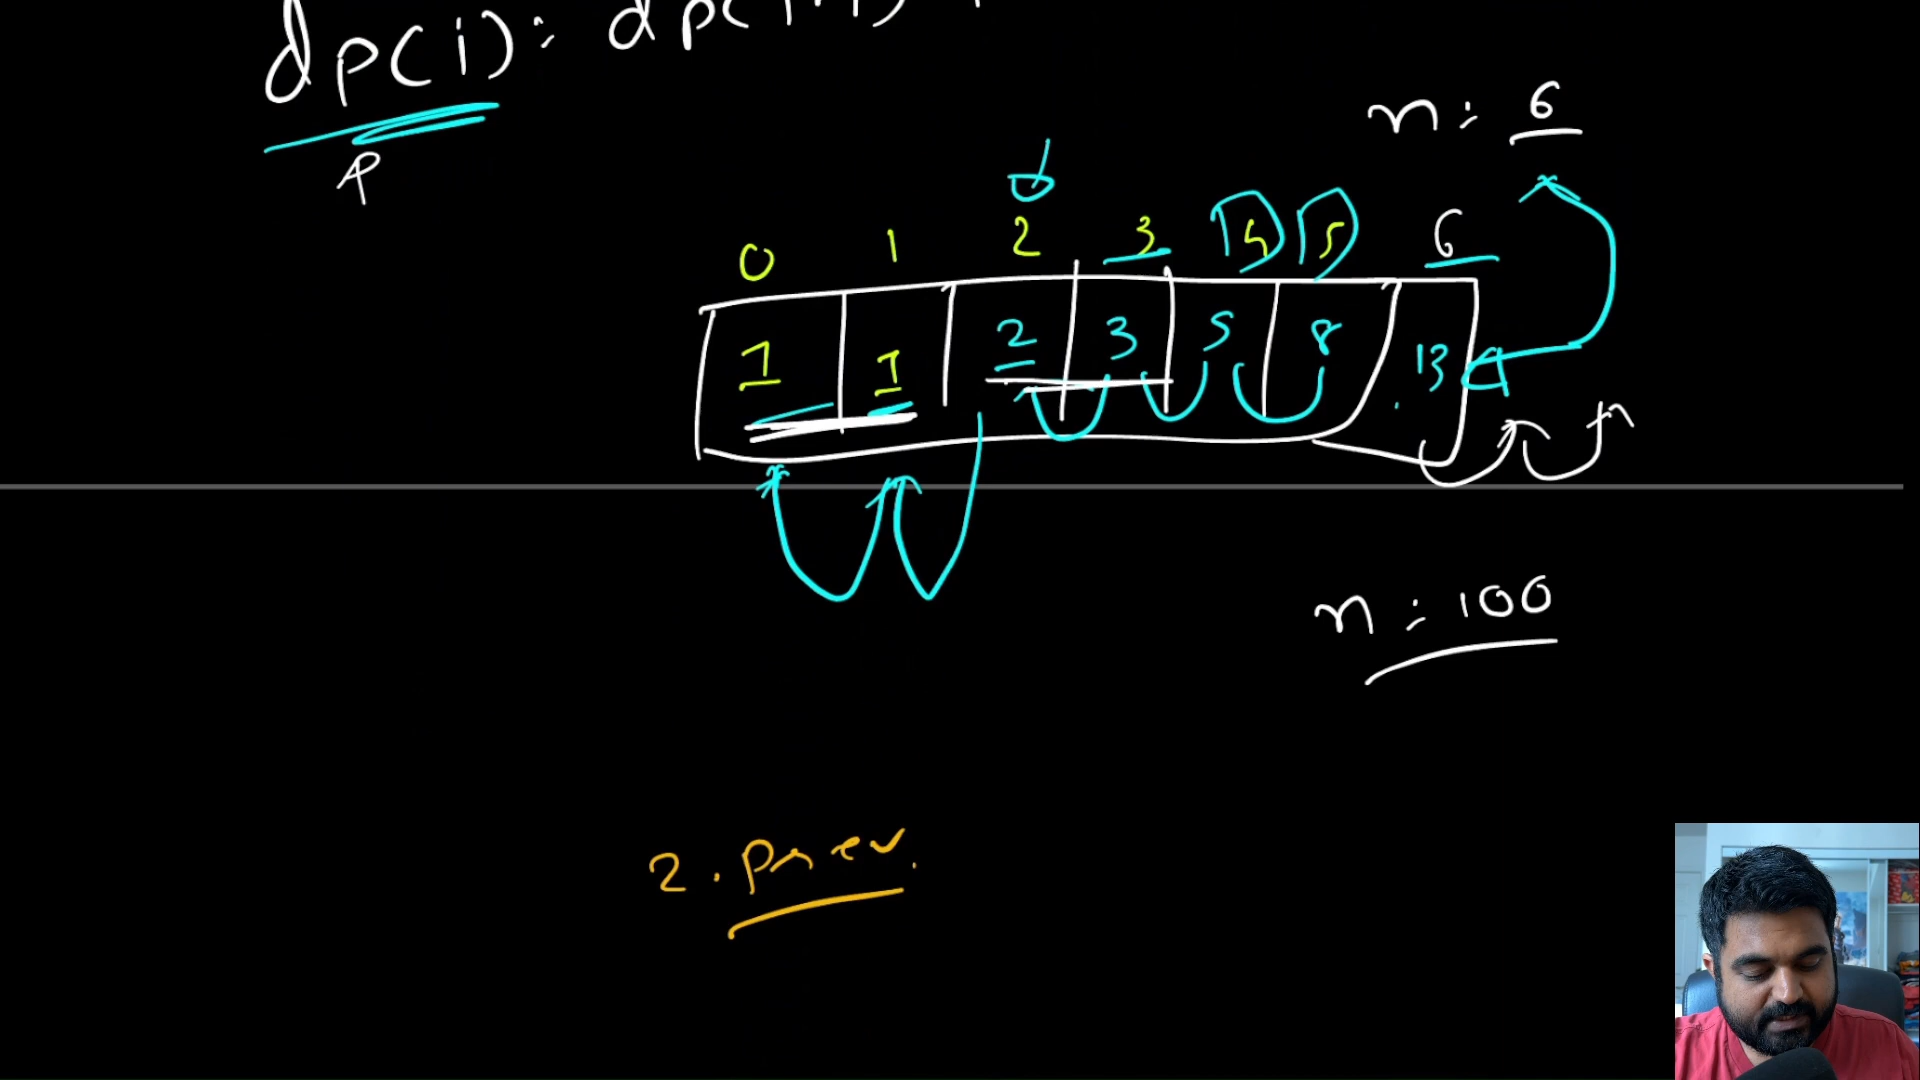 dp(i): dp(
n: 6
0 1 2 3 4 5 6
1 1 2 3 5 8 13
n: 100
2. prev.